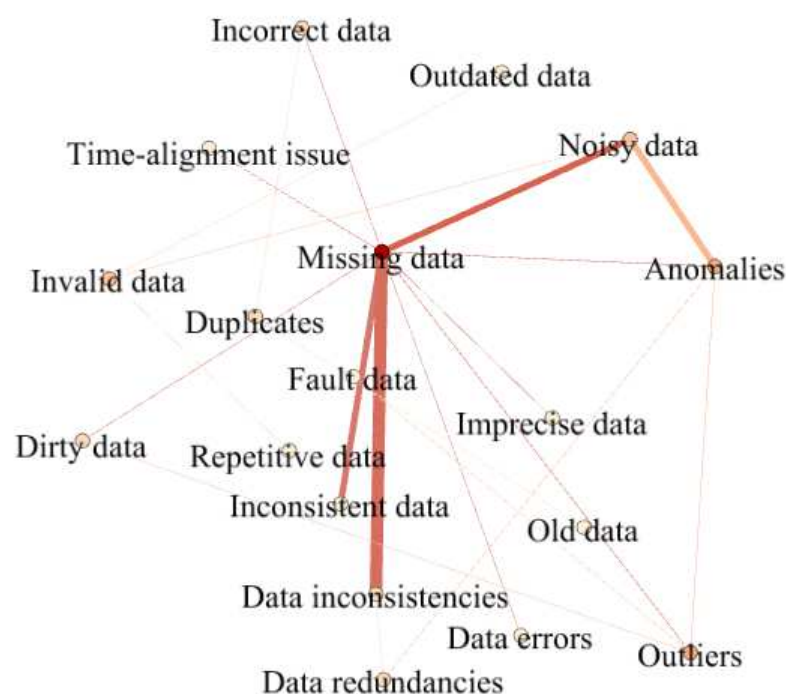 Incorrect data
Outdated data
Noisy data
Time-alignment issue
Missing data
Anomalies
Invalid data
Duplicates
Fault data
Imprecise data
Dirty data
Repetitive data
Inconsistent data
Old data
Data inconsistencies
Data errors
Outliers
Data redundancies